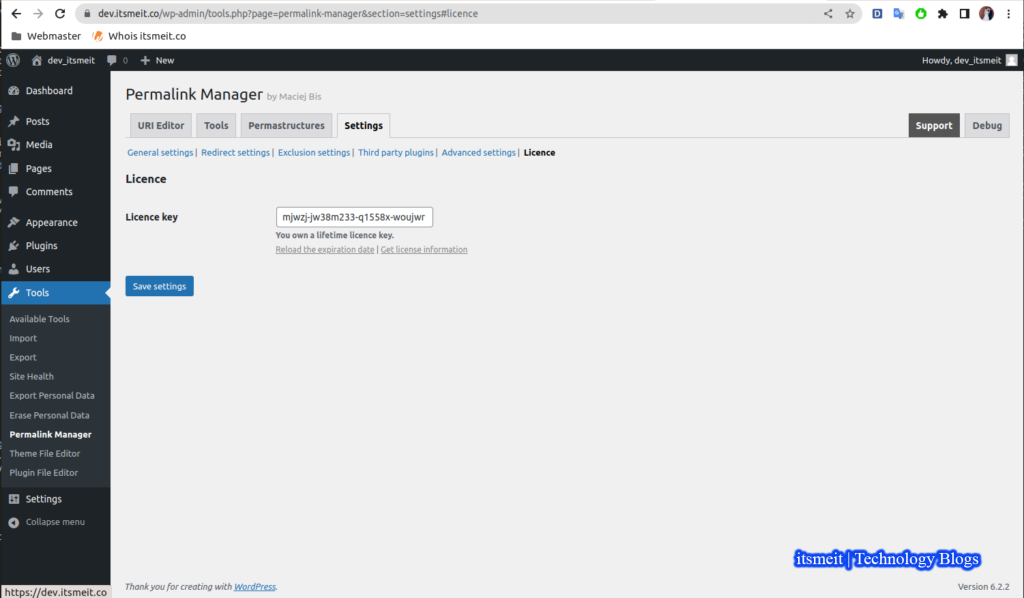 dev.itsmeit.co/wp-admin/tools.php?page=permalink-manager&section=settings#licence
Webmaster Whois itsmeit.co
dev_itsmeit 0 New Howdy, dev_itsmeit
Dashboard
Posts
Media
Pages
Comments
Appearance
Plugins
Users
Tools
Available Tools
Import
Export
Site Health
Export Personal Data
Erase Personal Data
Permalink Manager
Theme File Editor
Plugin File Editor
Settings
Collapse menu
Permalink Manager by Maciej Bis
URI Editor Tools Permastructures Settings Support Debug
General settings | Redirect settings | Exclusion settings | Third party plugins | Advanced settings | Licence
Licence
Licence key mjwzj-jw38m233-q1558x-woujwr
You own a lifetime licence key.
Reload the expiration date | Get license information
Save settings
itsmeit | Technology Blogs
Thank you for creating with WordPress. Version 6.2.2
https://dev.itsmeit.co